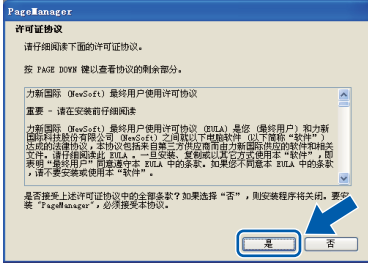 PageManager
许可证协议
请仔细阅读下面的许可证协议。
按 PAGE DOWN 键以查看协议的剩余部分。
力新国际 (NewSoft) 最终用户使用许可协议
重要 - 请在安装前仔细阅读
力新国际 (NewSoft) 最终用户使用许可协议 (EULA) 是您 (最终用户) 和力新
国际科技股份有限公司 (NewSoft) 之间就以下电脑软件 (以下简称“软件”)
达成的法律协议，本协议包括来自第三方供应商而由力新国际供应的软件和相关
文件。请仔细阅读此 EULA 。一旦安装、复制或以其它方式使用本“软件”，即
表明“最终用户”同意遵守本 EULA 中的条款。如果您不同意本 EULA 中的条款
，请不要安装或使用本“软件”。
是否接受上述许可证协议中的全部条款？如果选择“否”，则安装程序将关闭。要安
装“PageManager”，必须接受本协议。
是
否